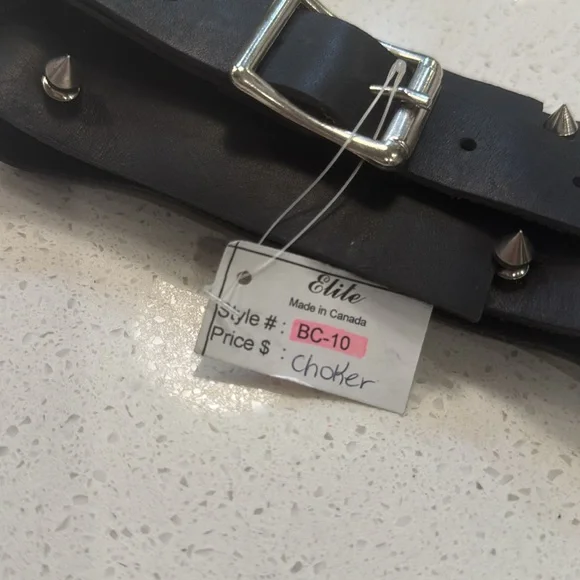 Elite
Made in Canada
Style # : BC-10
Price $ : Choker